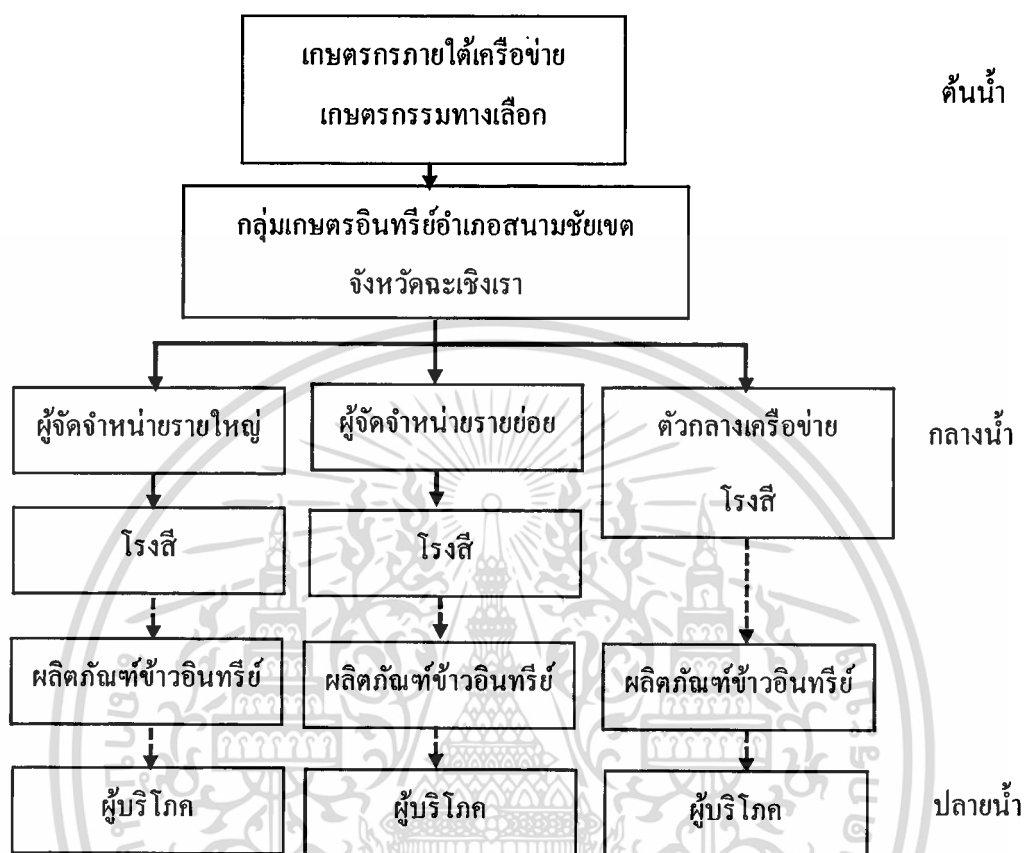 เกษตรกรภายใต้เครือข่าย
เกษตรกรรมทางเลือก
ต้นน้ำ
กลุ่มเกษตรอินทรีย์อำเภอสนามชัยเขต
จังหวัดฉะเชิงเรา
ผู้จัดจำหน่ายรายใหญ่
ผู้จัดจำหน่ายรายย่อย
ตัวกลางเครือข่าย
โรงสี
กลางน้ำ
โรงสี
โรงสี
ผลิตภัณฑ์ข้าวอินทรีย์
ผลิตภัณฑ์ข้าวอินทรีย์
ผลิตภัณฑ์ข้าวอินทรีย์
ผู้บริโภค
ผู้บริโภค
ผู้บริโภค
ปลายน้ำ